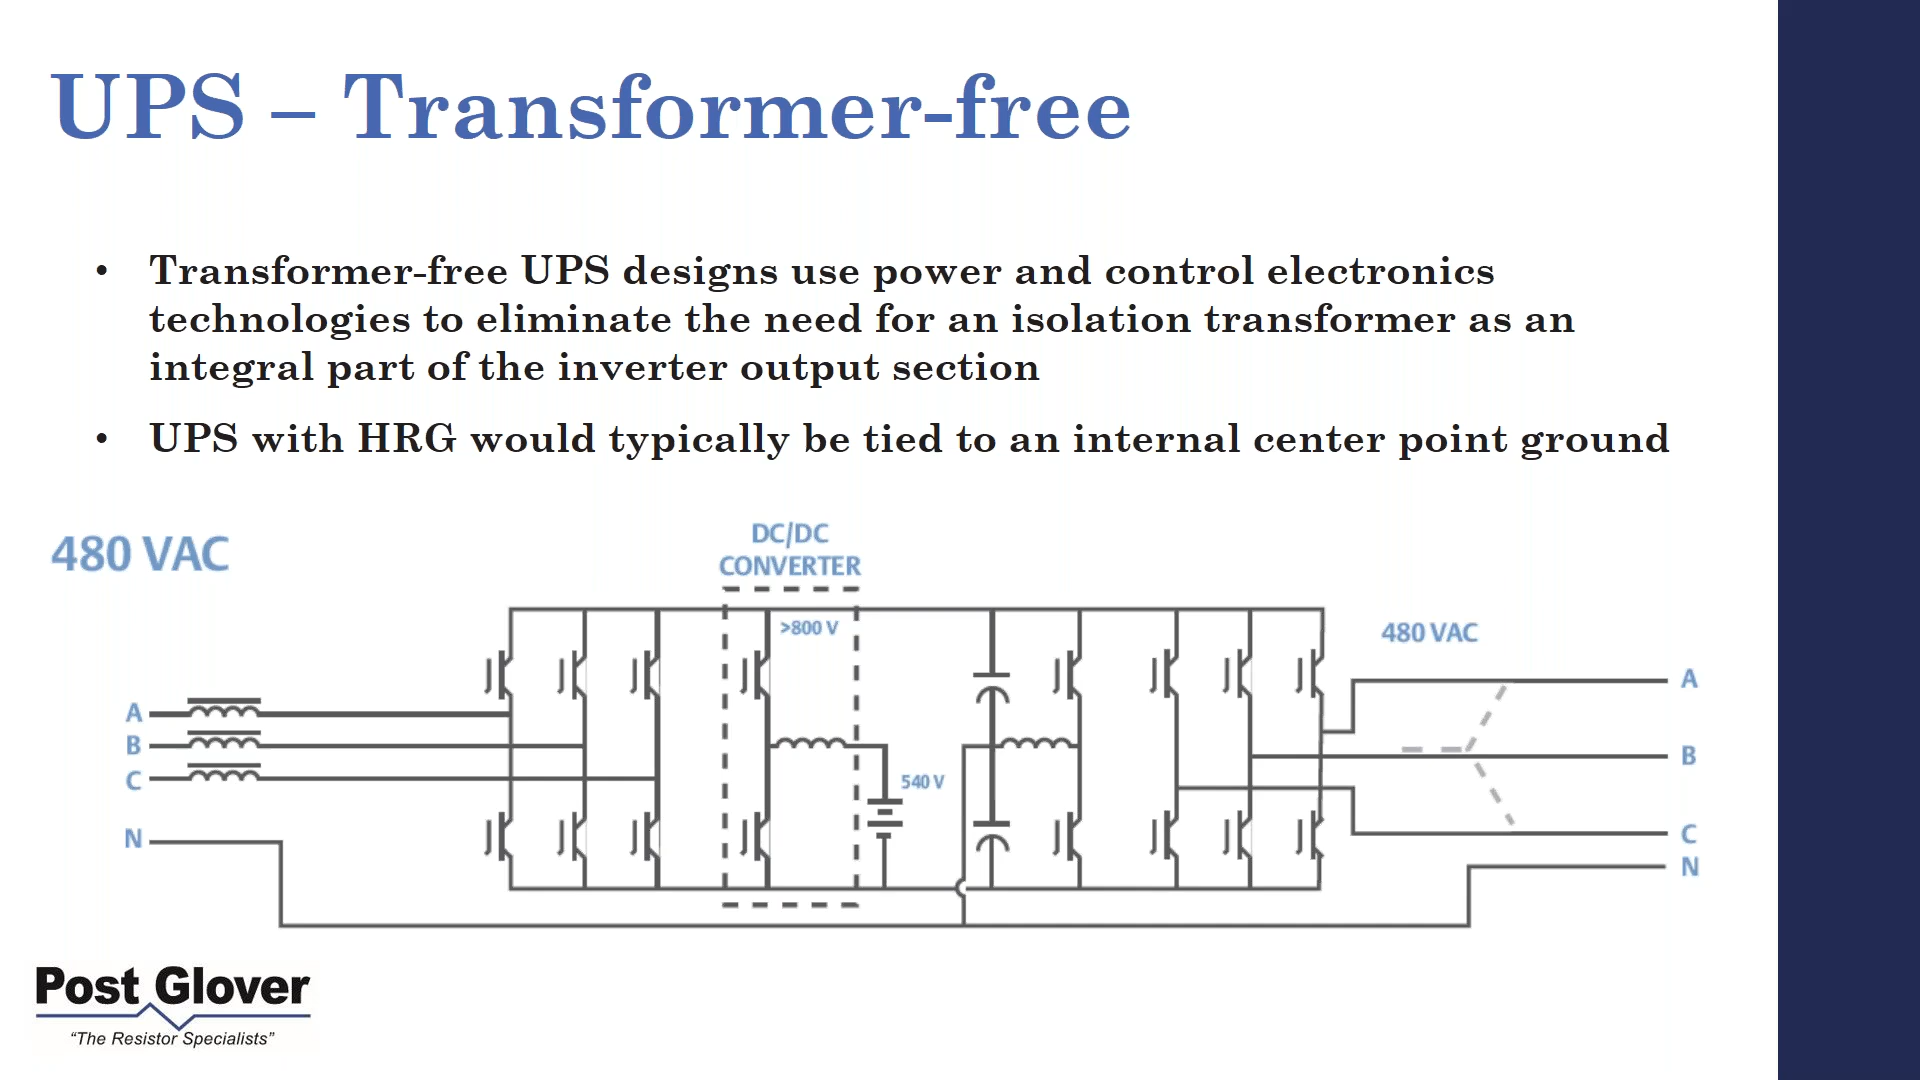 UPS – Transformer-free
• Transformer-free UPS designs use power and control electronics
technologies to eliminate the need for an isolation transformer as an
integral part of the inverter output section
• UPS with HRG would typically be tied to an internal center point ground
480 VAC
DC/DC
CONVERTER
>800 V
480 VAC
A
B
C
N
540 V
A
B
C
N
Post Glover
“The Resistor Specialists”